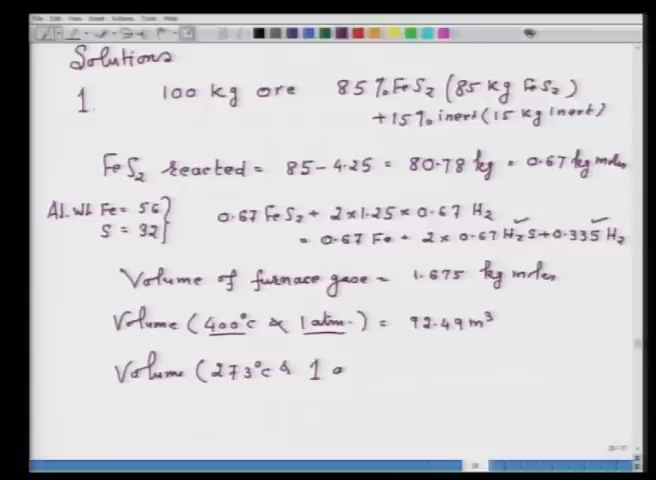 Solutions
1. 100 kg ore 85% FeS2 (85 kg FeS2)
+15% inert (15 kg inert)
FeS2 reacted = 85 - 4.25 = 80.78 kg = 0.67 kg moles
At. Wt Fe = 56
S = 32
0.67 FeS2 + 2 x 1.25 x 0.67 H2
= 0.67 Fe + 2 x 0.67 H2S + 0.335 H2
Volume of furnace gase = 1.675 kg moles
Volume (400°c & 1 atm.) = 92.49 m3
Volume (273°c & 1 a